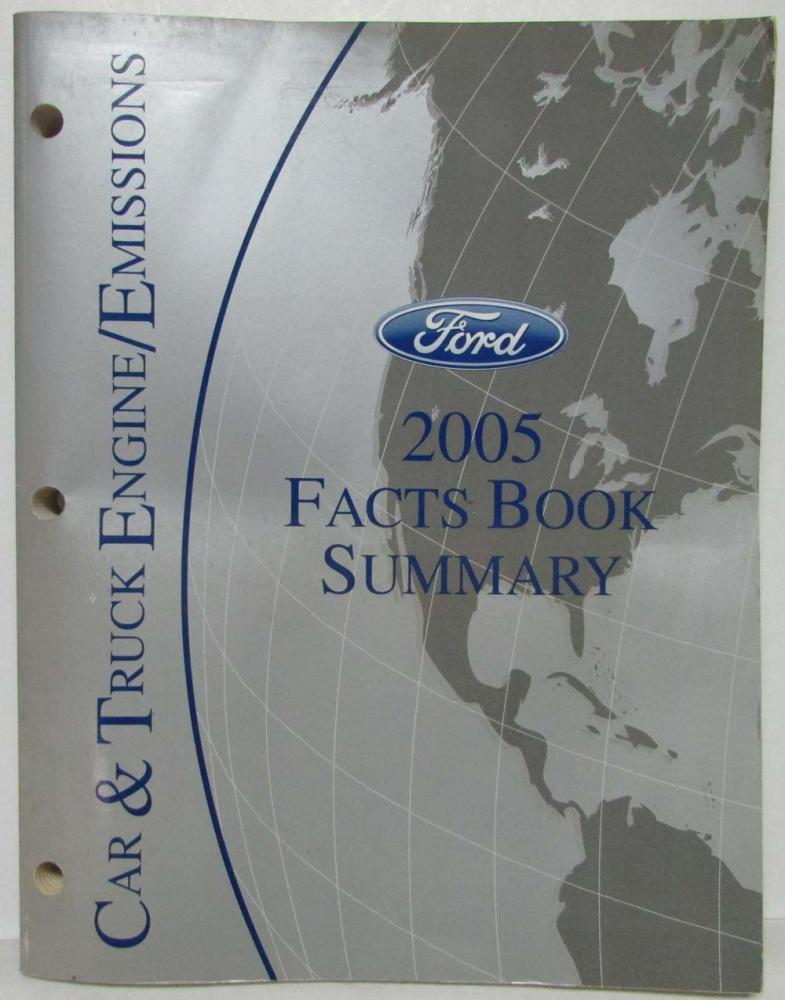 CAR & TRUCK ENGINE/EMISSIONS
Ford
2005
FACTS BOOK
SUMMARY